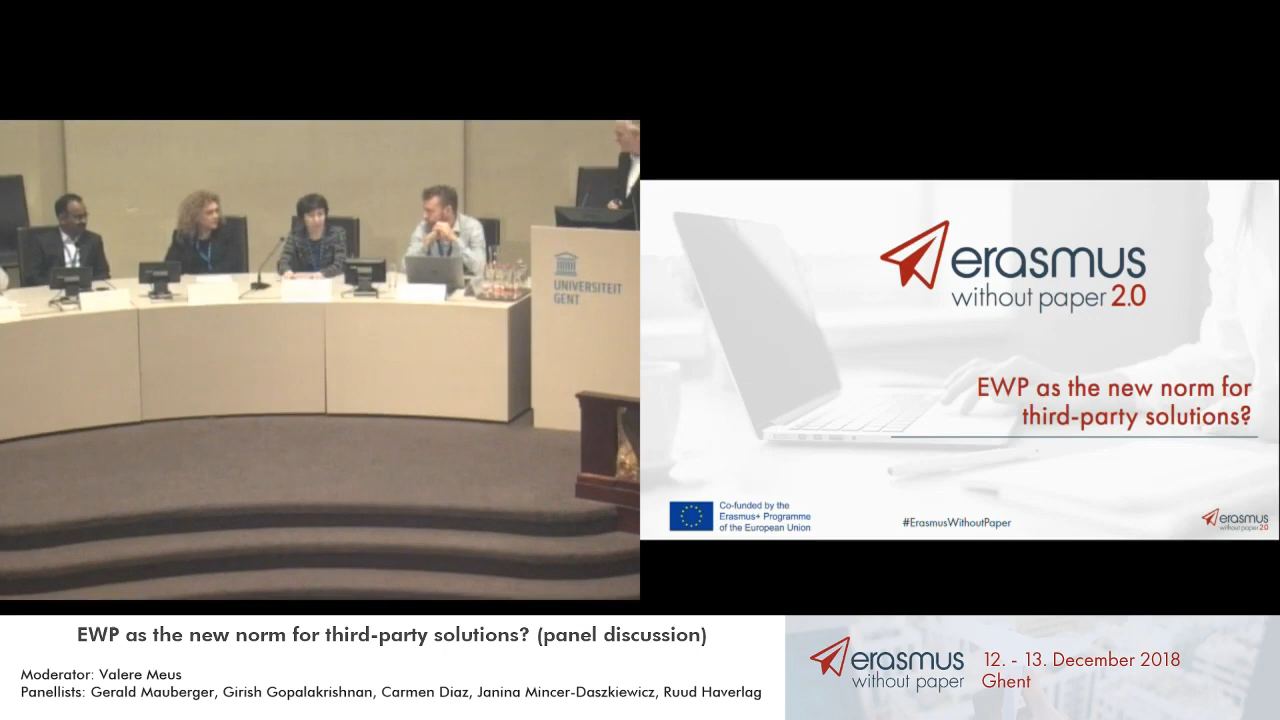 UNIVERSITEIT
GENT
erasmus
without paper 2.0
EWP as the new norm for
third-party solutions?
Co-funded by the
Erasmus+ Programme
of the European Union
#ErasmusWithoutPaper
erasmus
without paper 2.0
EWP as the new norm for third-party solutions? (panel discussion)
Moderator: Valere Meus
Panellists: Gerald Mauberger, Girish Gopalakrishnan, Carmen Diaz, Janina Mincer-Daszkiewicz, Ruud Haverlag
erasmus
without paper
12. - 13. December 2018
Ghent